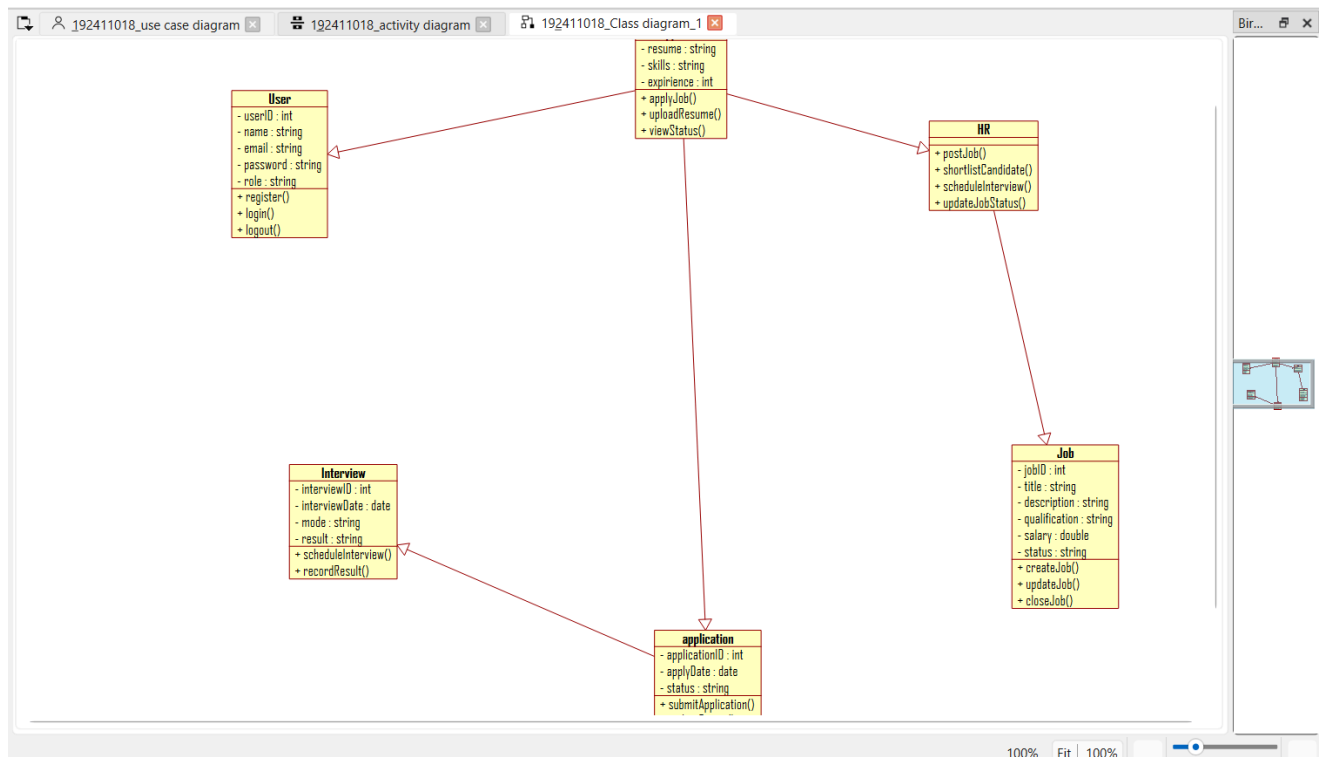 192411018_use case diagram
192411018_activity diagram
192411018_Class diagram_1
Bir...
- resume : string
- skills : string
- expirience : int
+ applyJob()
+ uploadResume()
+ viewStatus()
User
- userID : int
- name : string
- email : string
- password : string
- role : string
+ register()
+ login()
+ logout()
HR
+ postJob()
+ shortlistCandidate()
+ scheduleInterview()
+ updateJobStatus()
Interview
- interviewID : int
- interviewDate : date
- mode : string
- result : string
+ scheduleInterview()
+ recordResult()
Job
- jobID : int
- title : string
- description : string
- qualification : string
- salary : double
- status : string
+ createJob()
+ updateJob()
+ closeJob()
application
- applicationID : int
- applyDate : date
- status : string
+ submitApplication()
100% Fit 100%